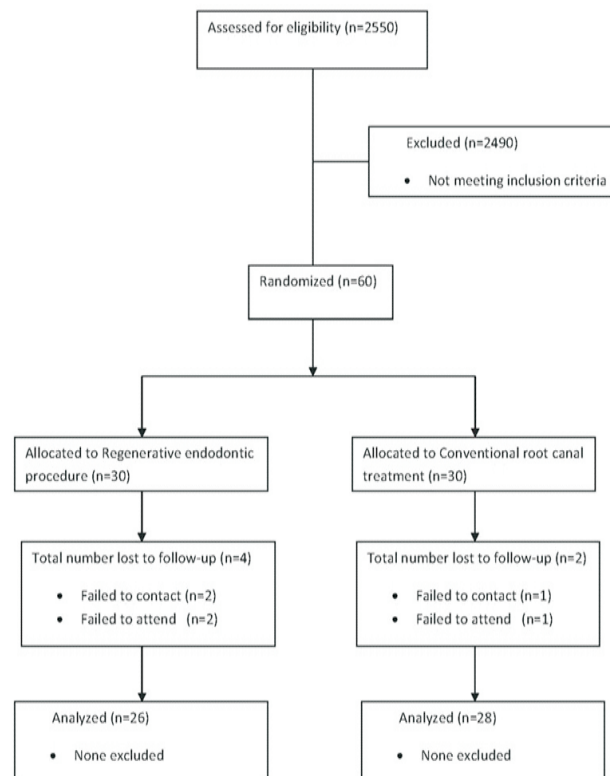 Assessed for eligibility (n=2550)
Excluded (n=2490)
• Not meeting inclusion criteria
Randomized (n=60)
Allocated to Regenerative endodontic
procedure (n=30)
Allocated to Conventional root canal
treatment (n=30)
Total number lost to follow-up (n=4)
• Failed to contact (n=2)
• Failed to attend (n=2)
Total number lost to follow-up (n=2)
• Failed to contact (n=1)
• Failed to attend (n=1)
Analyzed (n=26)
• None excluded
Analyzed (n=28)
• None excluded